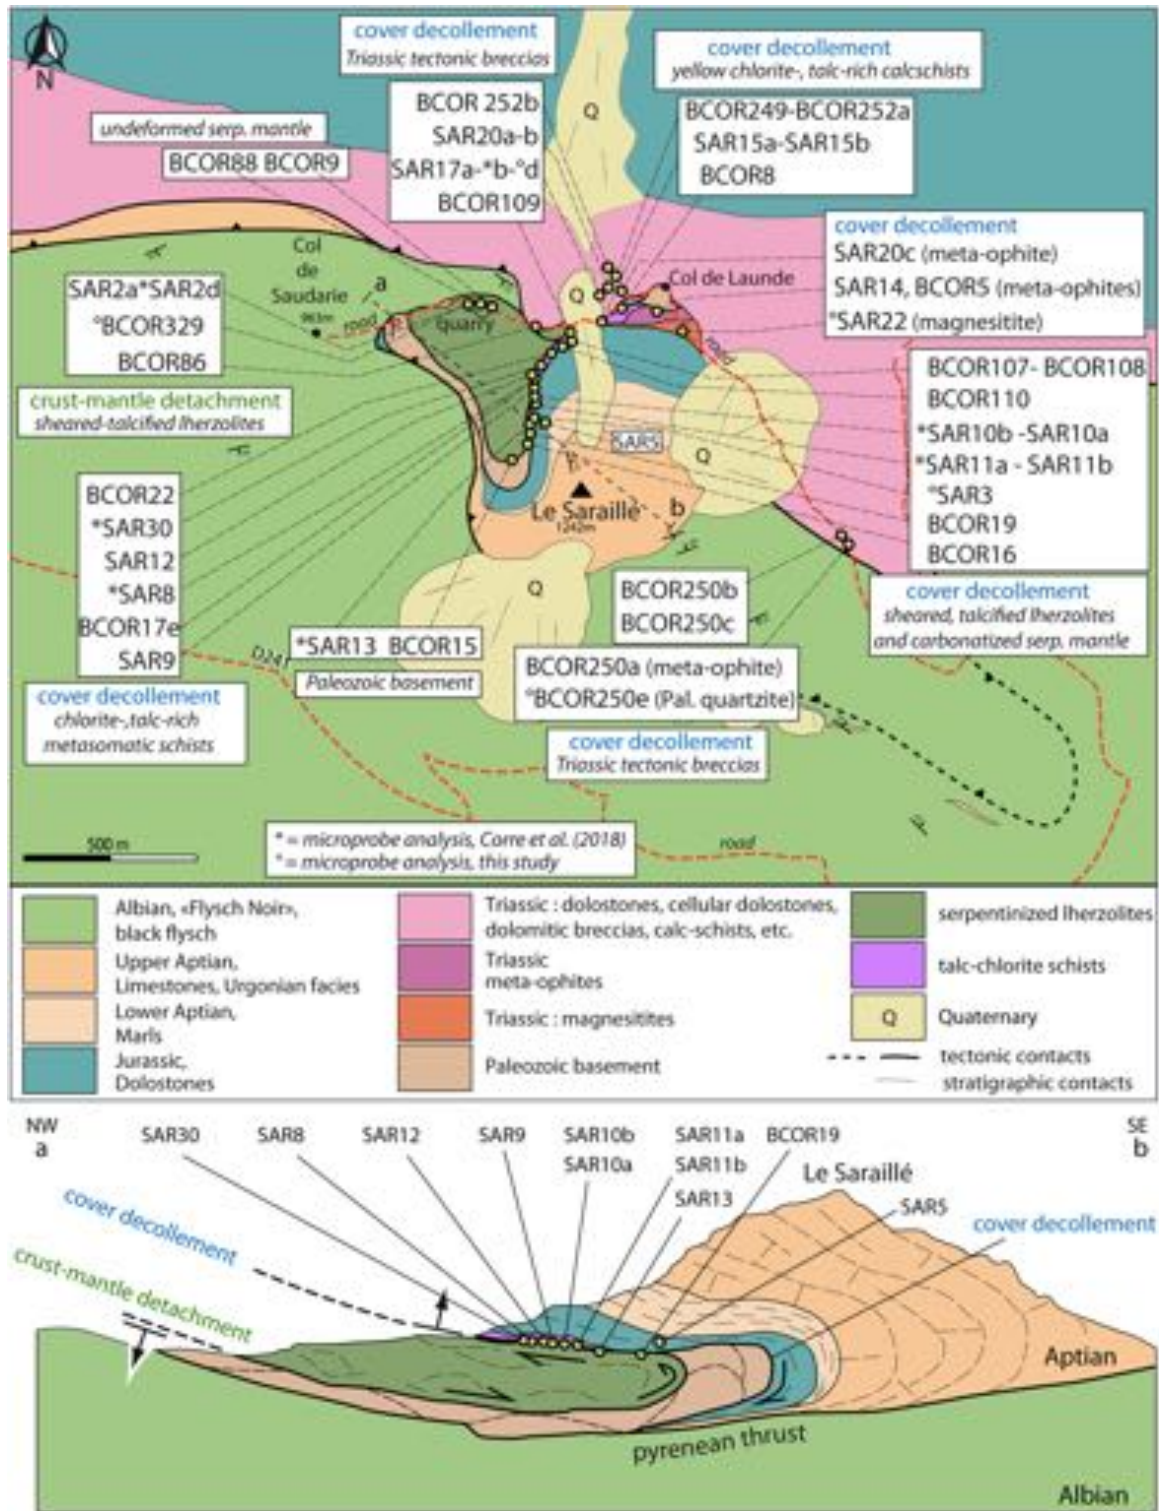 cover decollement
Triassic tectonic breccias
cover decollement
yellow chlorite-, talc-rich calcschists
N
undeformed serp. mantle
BCOR88 BCOR9
BCOR 252b
SAR20a-b
SAR17a-*b-°d
BCOR109
Q
BCOR249-BCOR252a
SAR15a-SAR15b
BCOR8
cover decollement
SAR20c (meta-ophite)
SAR14, BCOR5 (meta-ophites)
°SAR22 (magnesitite)
Col
de
Saudarie
963m
a
road
quarry
Q
Col de Launde
road
SAR2a*SAR2d
°BCOR329
BCOR86
crust-mantle detachment
sheared-talcified lherzolites
BCOR107- BCOR108
BCOR110
*SAR10b -SAR10a
*SAR11a - SAR11b
°SAR3
BCOR19
BCOR16
cover decollement
sheared, talcified lherzolites
and carbonatized serp. mantle
SAR5
Q
Le Saraillé
1242m
b
BCOR22
*SAR30
SAR12
*SAR8
BCOR17e
SAR9
cover decollement
chlorite-,talc-rich
metasomatic schists
Q
D241
*SAR13 BCOR15
Paleozoic basement
BCOR250b
BCOR250c
BCOR250a (meta-ophite)
°BCOR250e (Pal. quartzite)
cover decollement
Triassic tectonic breccias
500 m
* = microprobe analysis, Corre et al. (2018)
° = microprobe analysis, this study
road
Albian, «Flysch Noir»,
black flysch
Upper Aptian,
Limestones, Urgonian facies
Lower Aptian,
Marls
Jurassic,
Dolostones
Triassic : dolostones, cellular dolostones,
dolomitic breccias, calc-schists, etc.
Triassic
meta-ophites
Triassic : magnesitites
Paleozoic basement
serpentinized lherzolites
talc-chlorite schists
Q
Quaternary
tectonic contacts
stratigraphic contacts
NW
a
SAR30
SAR8
SAR12
SAR9
SAR10b
SAR10a
SAR11a
SAR11b
SAR13
BCOR19
SE
b
Le Saraillé
SAR5
cover decollement
cover decollement
crust-mantle detachment
Aptian
pyrenean thrust
Albian